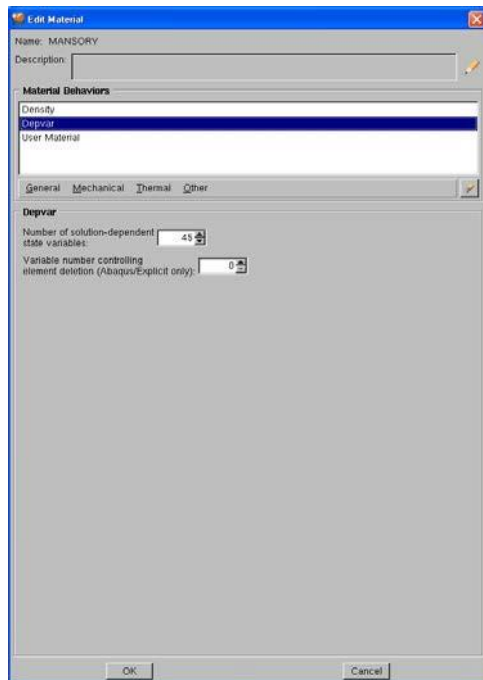 Edit Material
Name: MANSORY
Description:
Material Behaviors
Density
Depvar
User Material
General Mechanical Thermal Other
Depvar
Number of solution-dependent
state variables: 45
Variable number controlling
element deletion (Abaqus/Explicit only): 0
OK Cancel